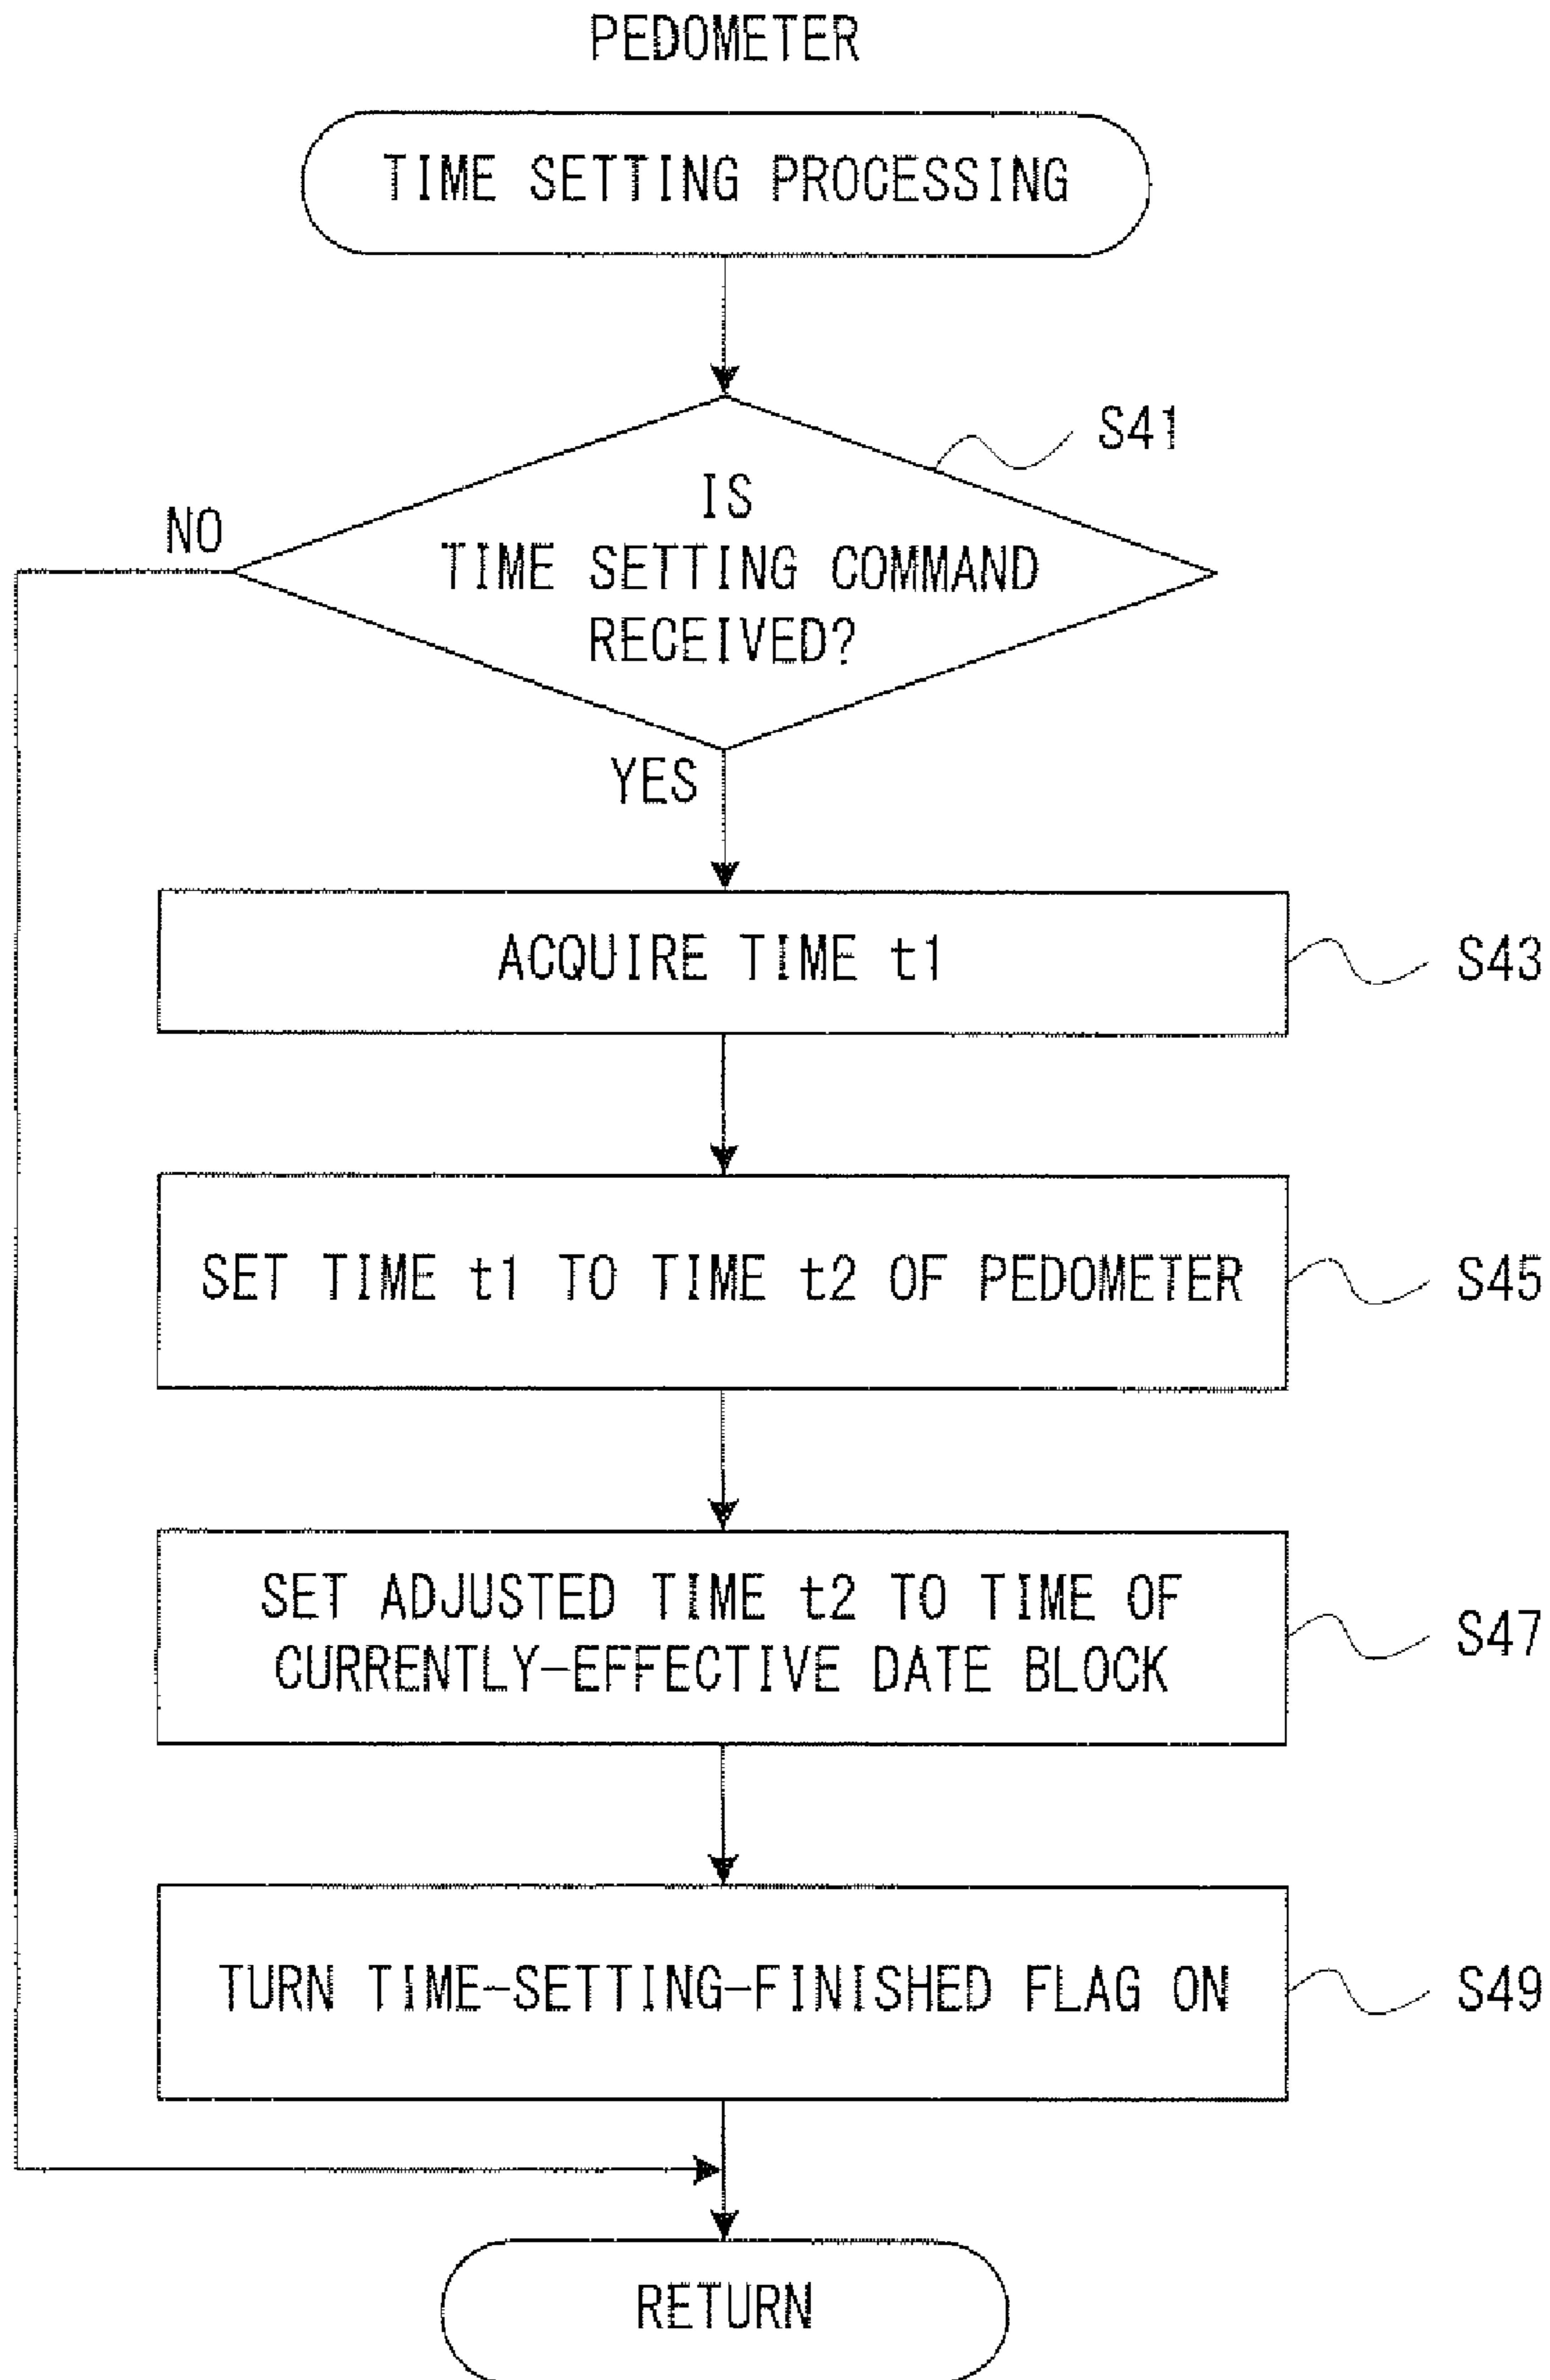 PEDOMETER
TIME SETTING PROCESSING
S41
IS
TIME SETTING COMMAND
RECEIVED?
NO
YES
ACQUIRE TIME t1
S43
SET TIME t1 TO TIME t2 OF PEDOMETER
S45
SET ADJUSTED TIME t2 TO TIME OF
CURRENTLY-EFFECTIVE DATE BLOCK
S47
TURN TIME-SETTING-FINISHED FLAG ON
S49
RETURN